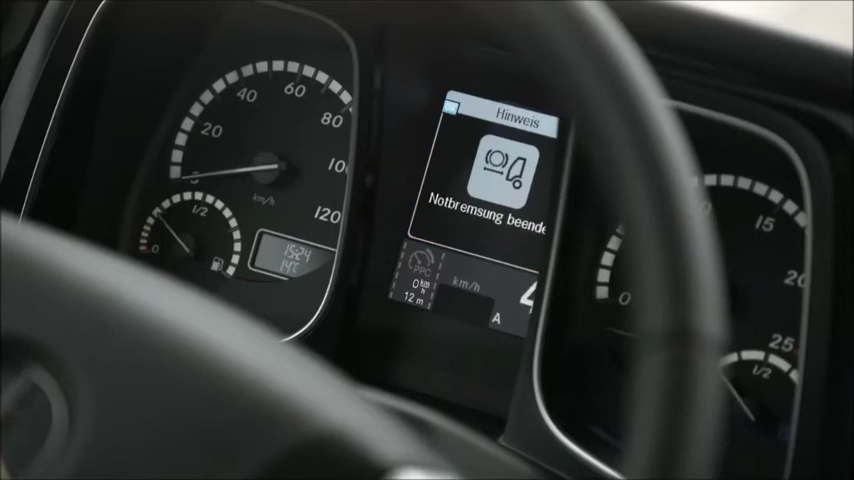 20
40
60
80
100
120
km/h
1/2
0
15:24
14°C
Hinweis
Notbremsung beende
PPC
0 km/h
12 m
km/h
A
4
0
15
20
25
1/2